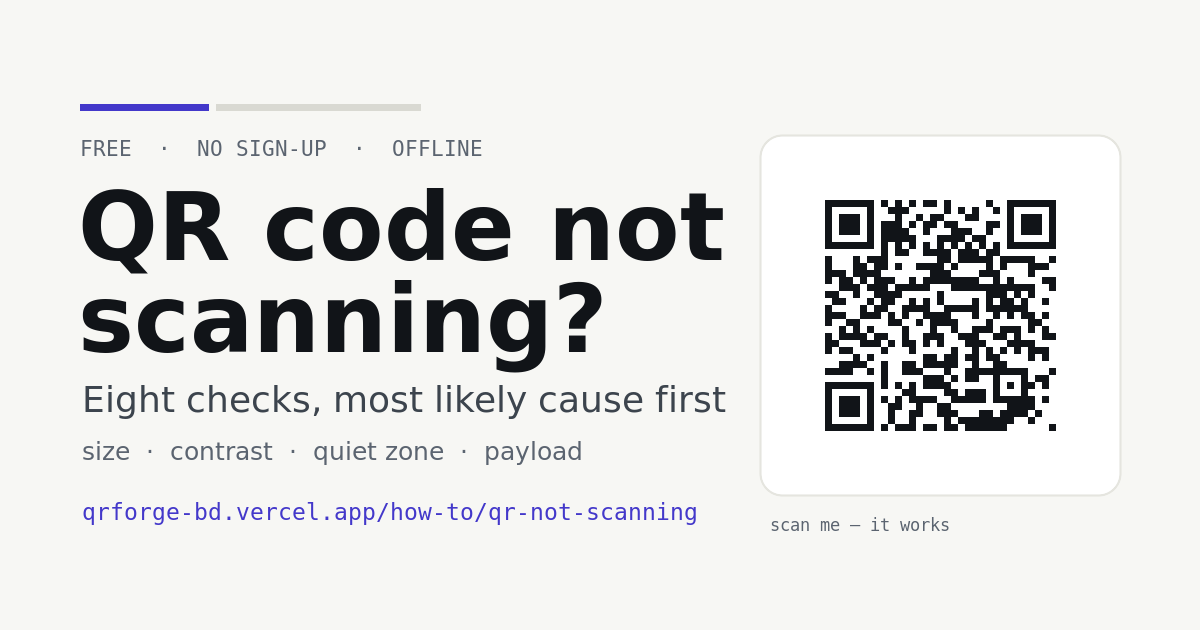 FREE · NO SIGN-UP · OFFLINE
QR code not
scanning?
Eight checks, most likely cause first
size · contrast · quiet zone · payload
qrforge-bd.vercel.app/how-to/qr-not-scanning
scan me — it works